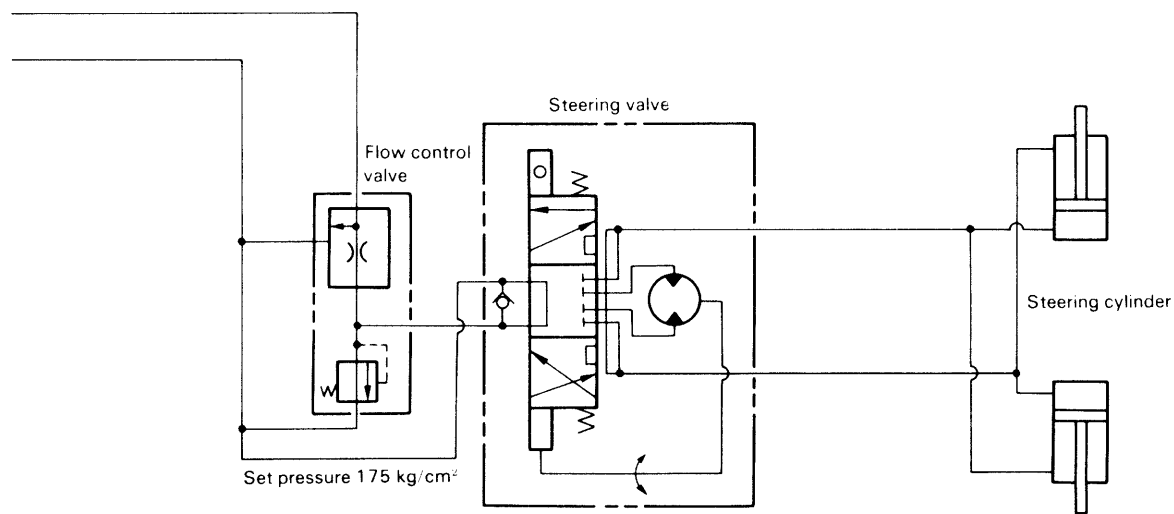 Steering valve
Flow control
valve
Steering cylinder
Set pressure 175 kg/cm²